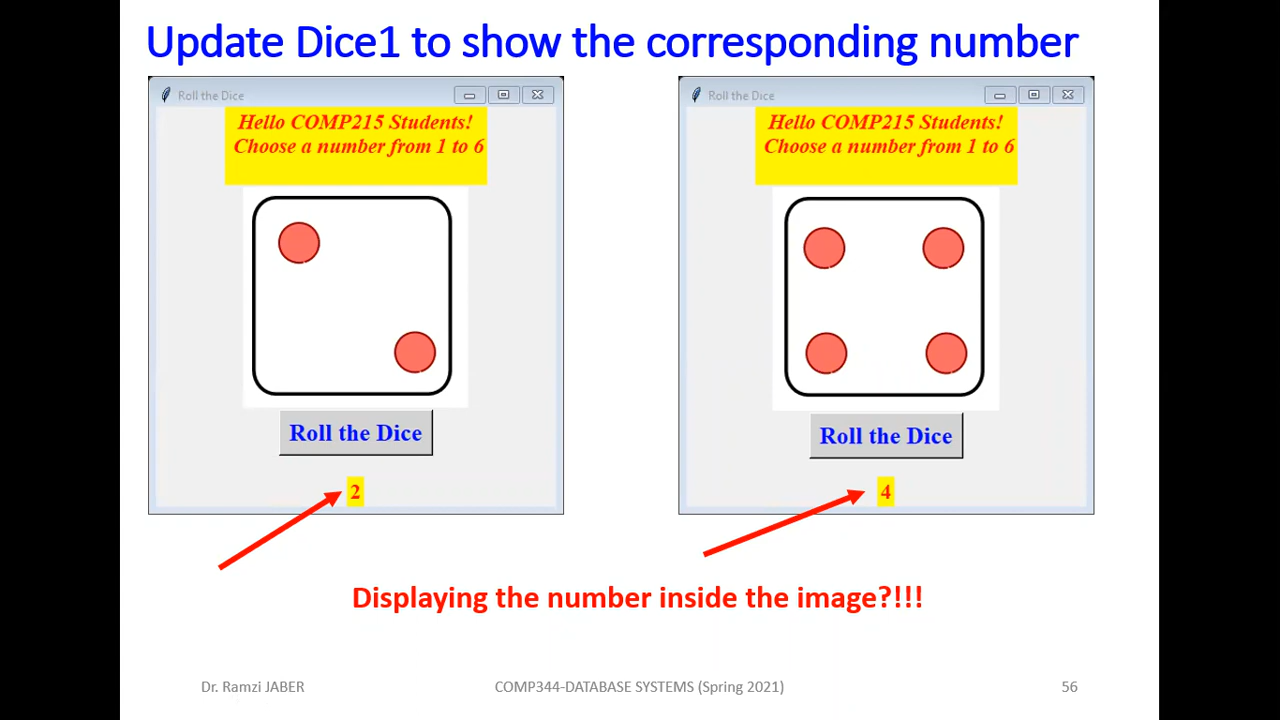 Update Dice1 to show the corresponding number
Roll the Dice
Hello COMP215 Students!
Choose a number from 1 to 6
Roll the Dice
2
Roll the Dice
Hello COMP215 Students!
Choose a number from 1 to 6
Roll the Dice
4
Displaying the number inside the image?!!!
Dr. Ramzi JABER
COMP344-DATABASE SYSTEMS (Spring 2021)
56